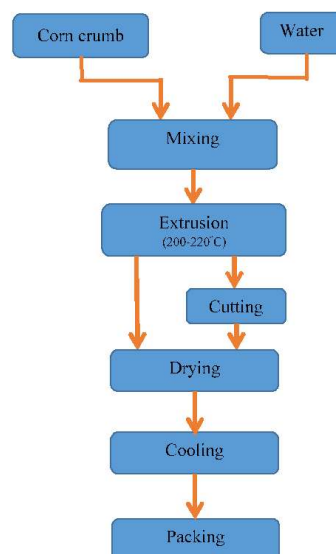 Corn crumb
Water
Mixing
Extrusion
(200-220°C)
Cutting
Drying
Cooling
Packing